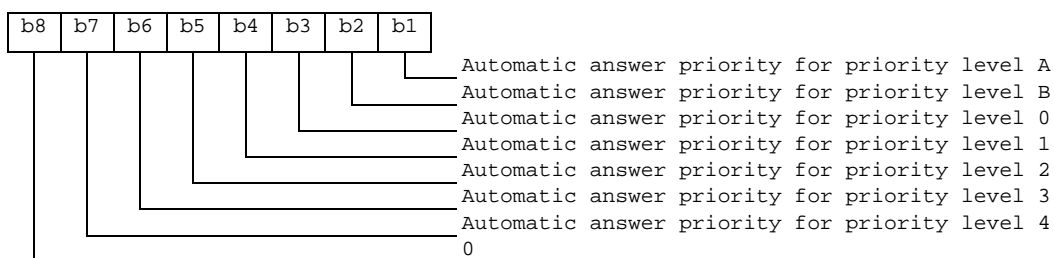 b8 b7 b6 b5 b4 b3 b2 b1
Automatic answer priority for priority level A
Automatic answer priority for priority level B
Automatic answer priority for priority level 0
Automatic answer priority for priority level 1
Automatic answer priority for priority level 2
Automatic answer priority for priority level 3
Automatic answer priority for priority level 4
0